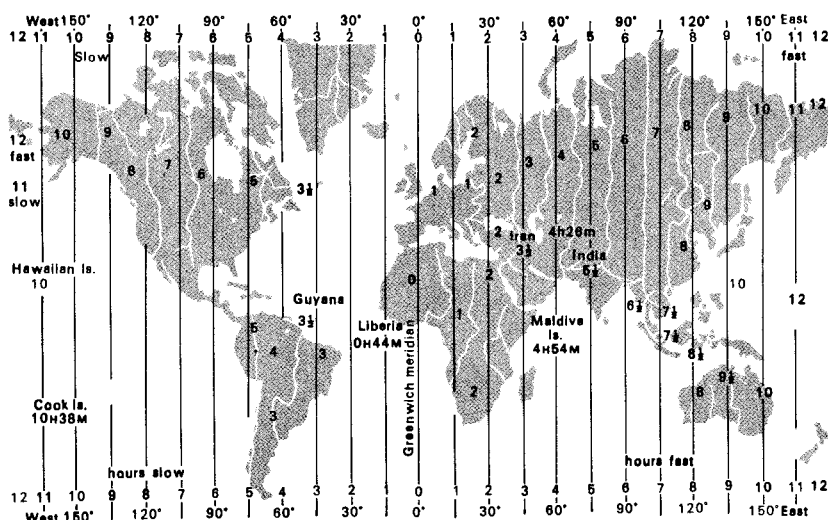 West 150° 120° 90° 60° 30° 0° 30° 60° 90° 120° 150° East
12 11 10 9 8 7 6 5 4 3 2 1 0 1 2 3 4 5 6 7 8 9 10 11 12
Slow
fast
10 9 8 7 6 5 3½ 1 1 2 2 3 4 5 6 7 8 9 10 11 12
12
fast
11
slow
9
2 Iran 4h26m
3½ India
5½
8
Hawaiian Is.
10
0 2
10
12
Guyana
3½
6½ 7½
Liberia
0H44M
1
Maldive
Is.
4H54M
7½
8½
5 4 3
Greenwich meridian
Cook Is.
10H38M
3
2
8 9½ 10
hours slow
hours fast
12 11 10 9 8 7 6 5 4 3 2 1 0 1 2 3 4 5 6 7 8 9 10 11 12
West 150° 120° 90° 60° 30° 0° 30° 60° 90° 120° 150° East